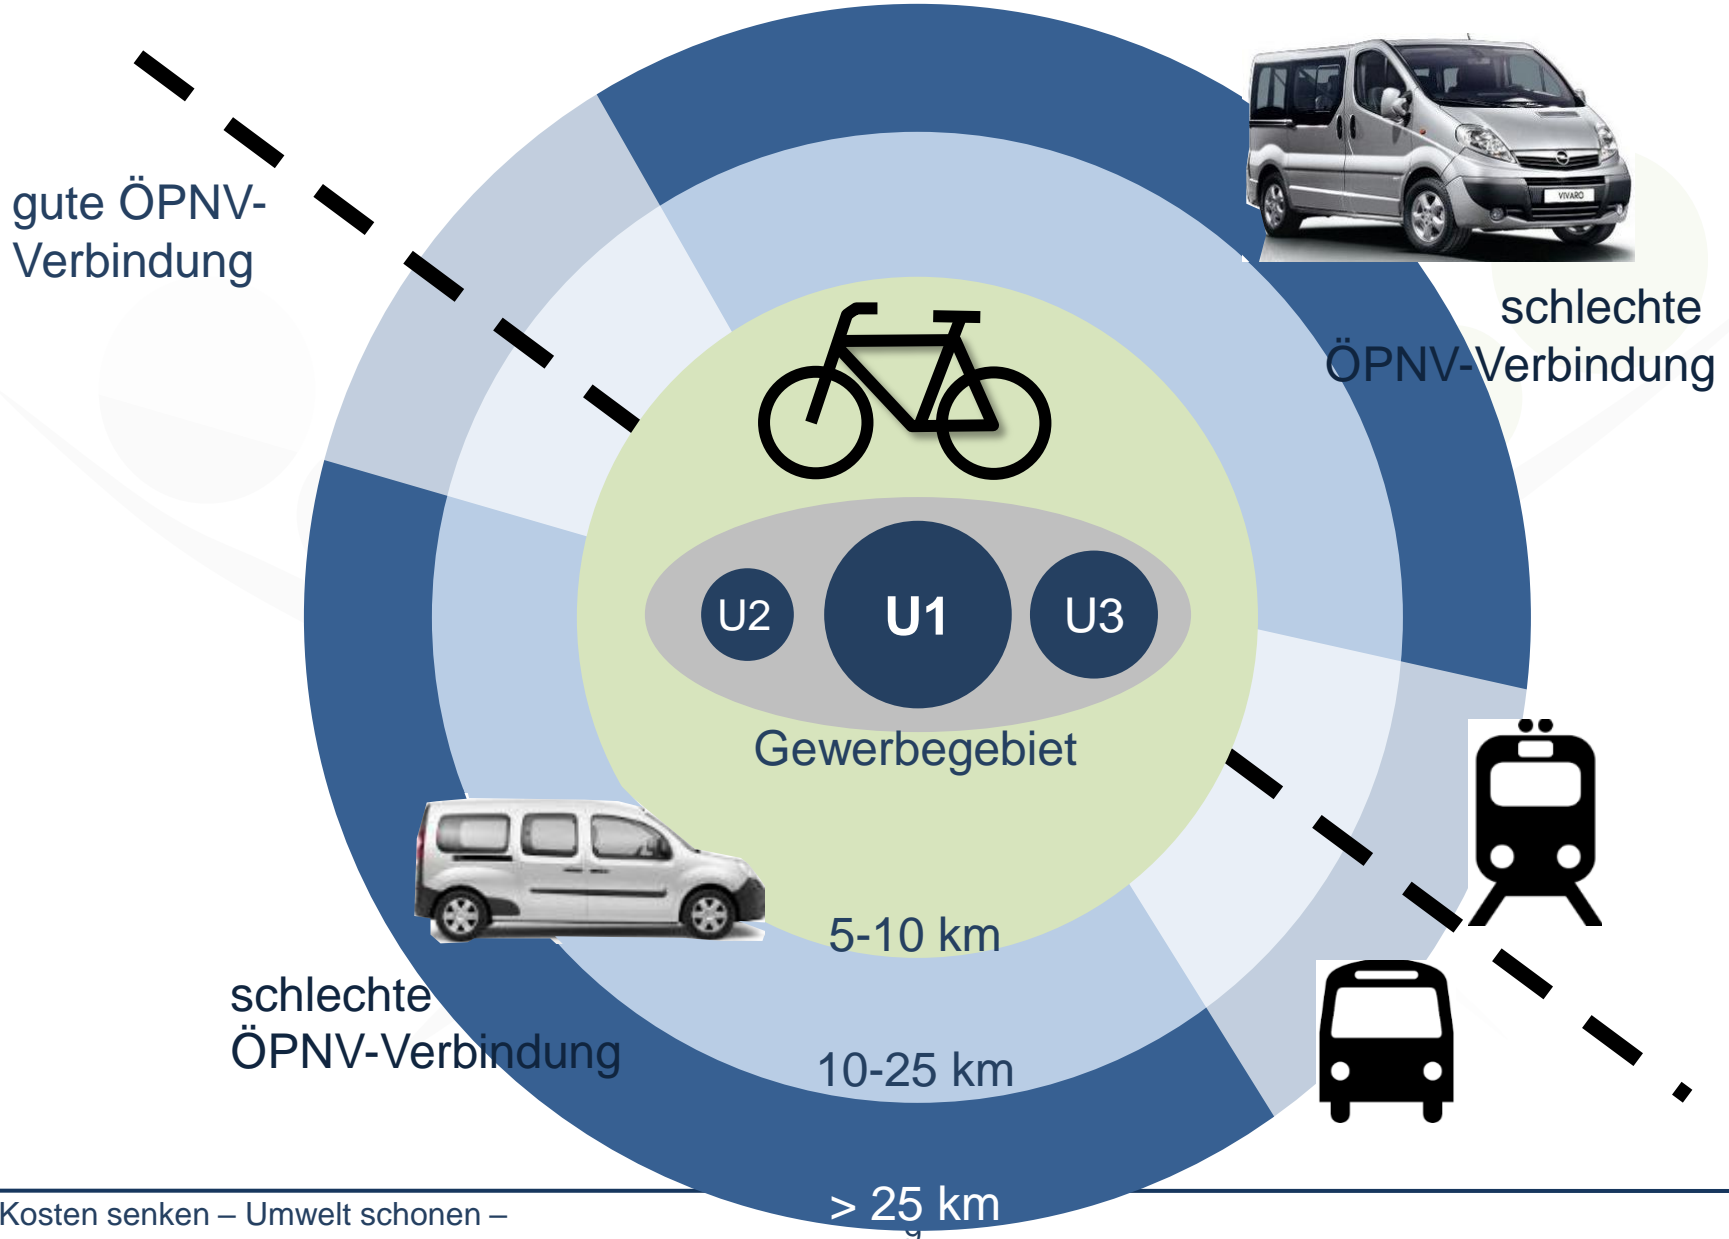 gute ÖPNV-
Verbindung
VIVARO
schlechte
ÖPNV-Verbindung
U2
U1
U3
Gewerbegebiet
5-10 km
schlechte
ÖPNV-Verbindung
10-25 km
> 25 km
Kosten senken – Umwelt schonen –